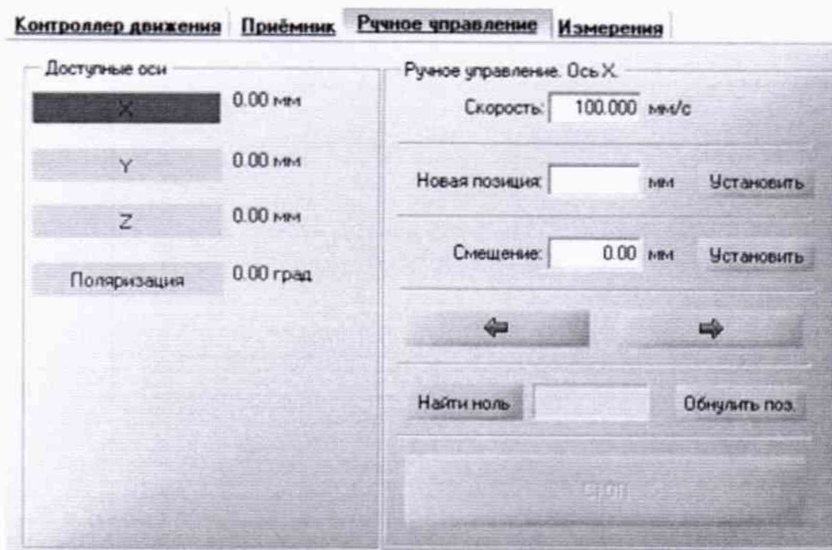 Контроллер движения Приёмник Ручное управление Измерения
Доступные оси
X 0.00 мм
Y 0.00 мм
Z 0.00 мм
Поляризация 0.00 град
Ручное управление. Ось X.
Скорость: 100.000 мм/с
Новая позиция: мм Установить
Смещение: 0.00 мм Установить
Найти ноль Обнулить поз.
СТОП